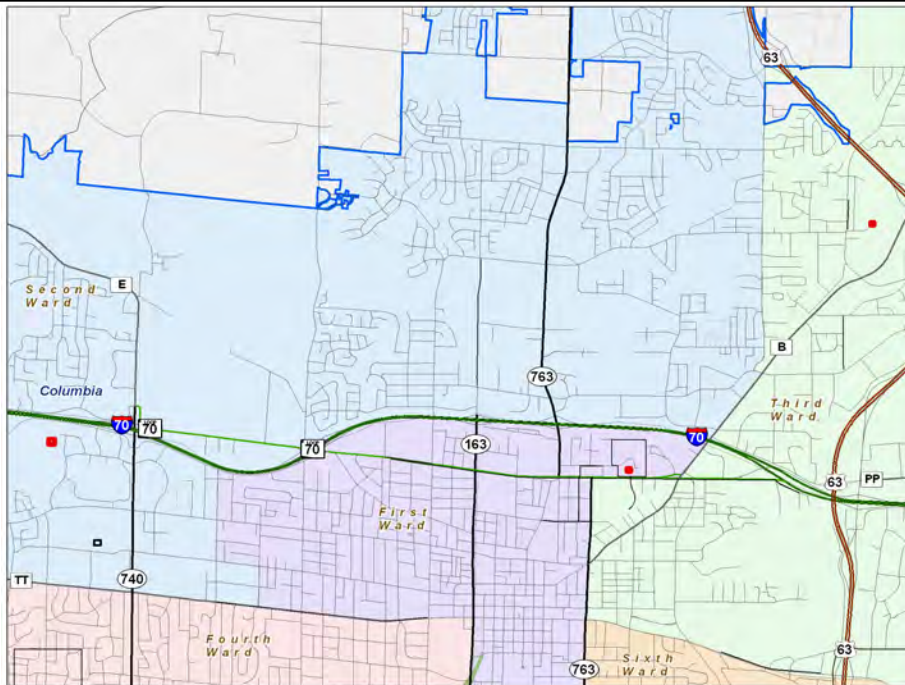 63
E
Second
Ward
B
763
Columbia
Third
Ward
70
70
70
163
70
63
PP
First
Ward
TT
740
Fourth
Ward
Sixth
Ward
63
763